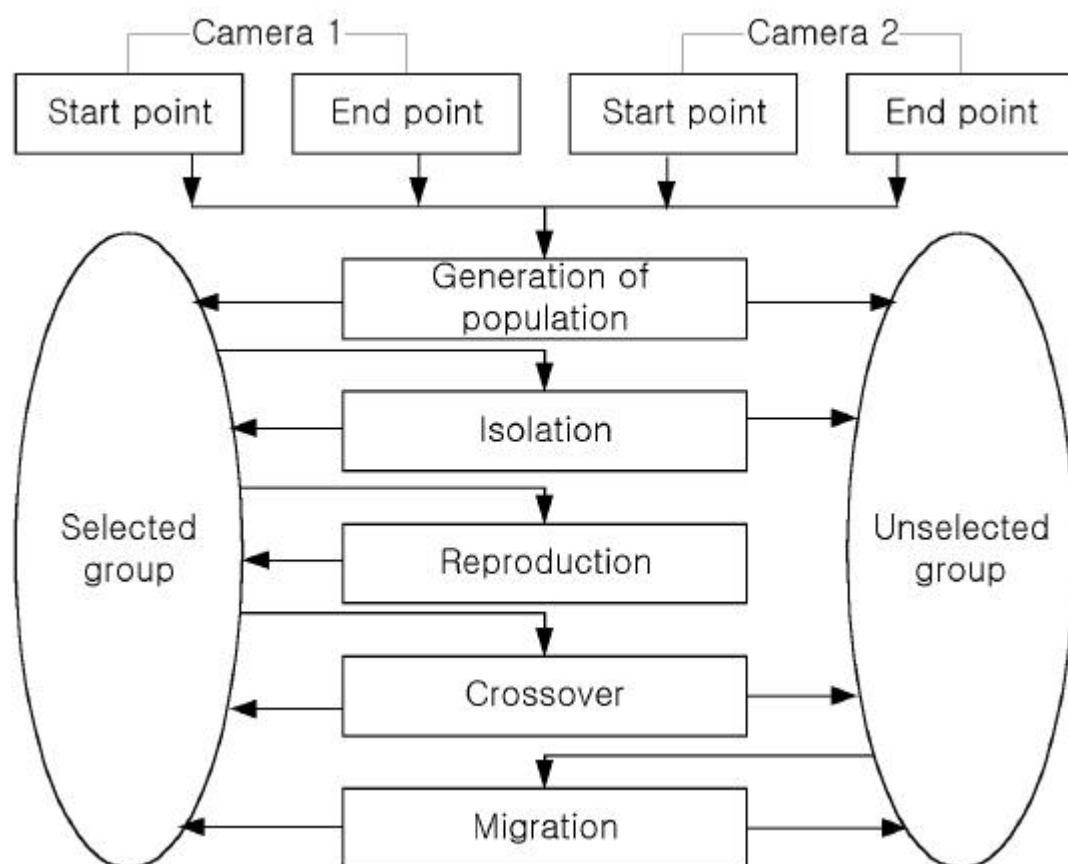 Camera 1
Camera 2
Start point
End point
Start point
End point
Generation of
population
Isolation
Selected
group
Unselected
group
Reproduction
Crossover
Migration